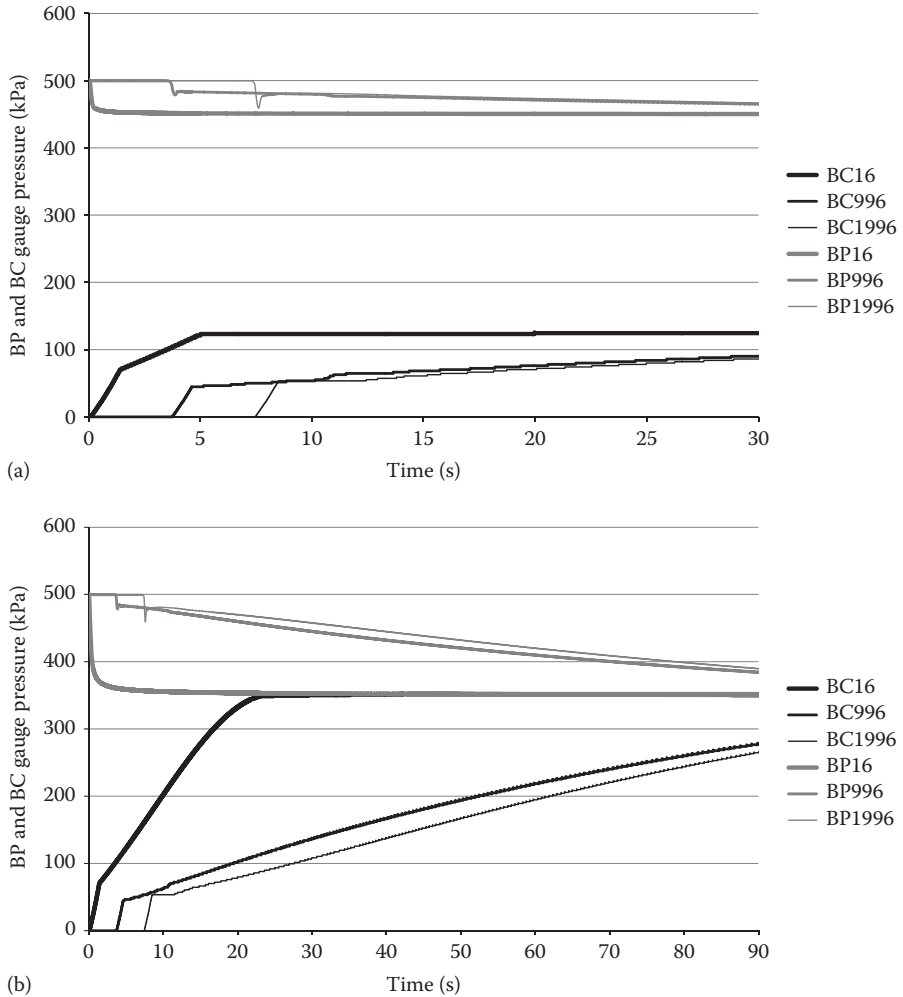 BP and BC gauge pressure (kPa)
600
500
400
300
200
100
0
0 5 10 15 20 25 30
Time (s)
(a)
BC16
BC996
BC1996
BP16
BP996
BP1996
BP and BC gauge pressure (kPa)
600
500
400
300
200
100
0
0 10 20 30 40 50 60 70 80 90
Time (s)
(b)
BC16
BC996
BC1996
BP16
BP996
BP1996